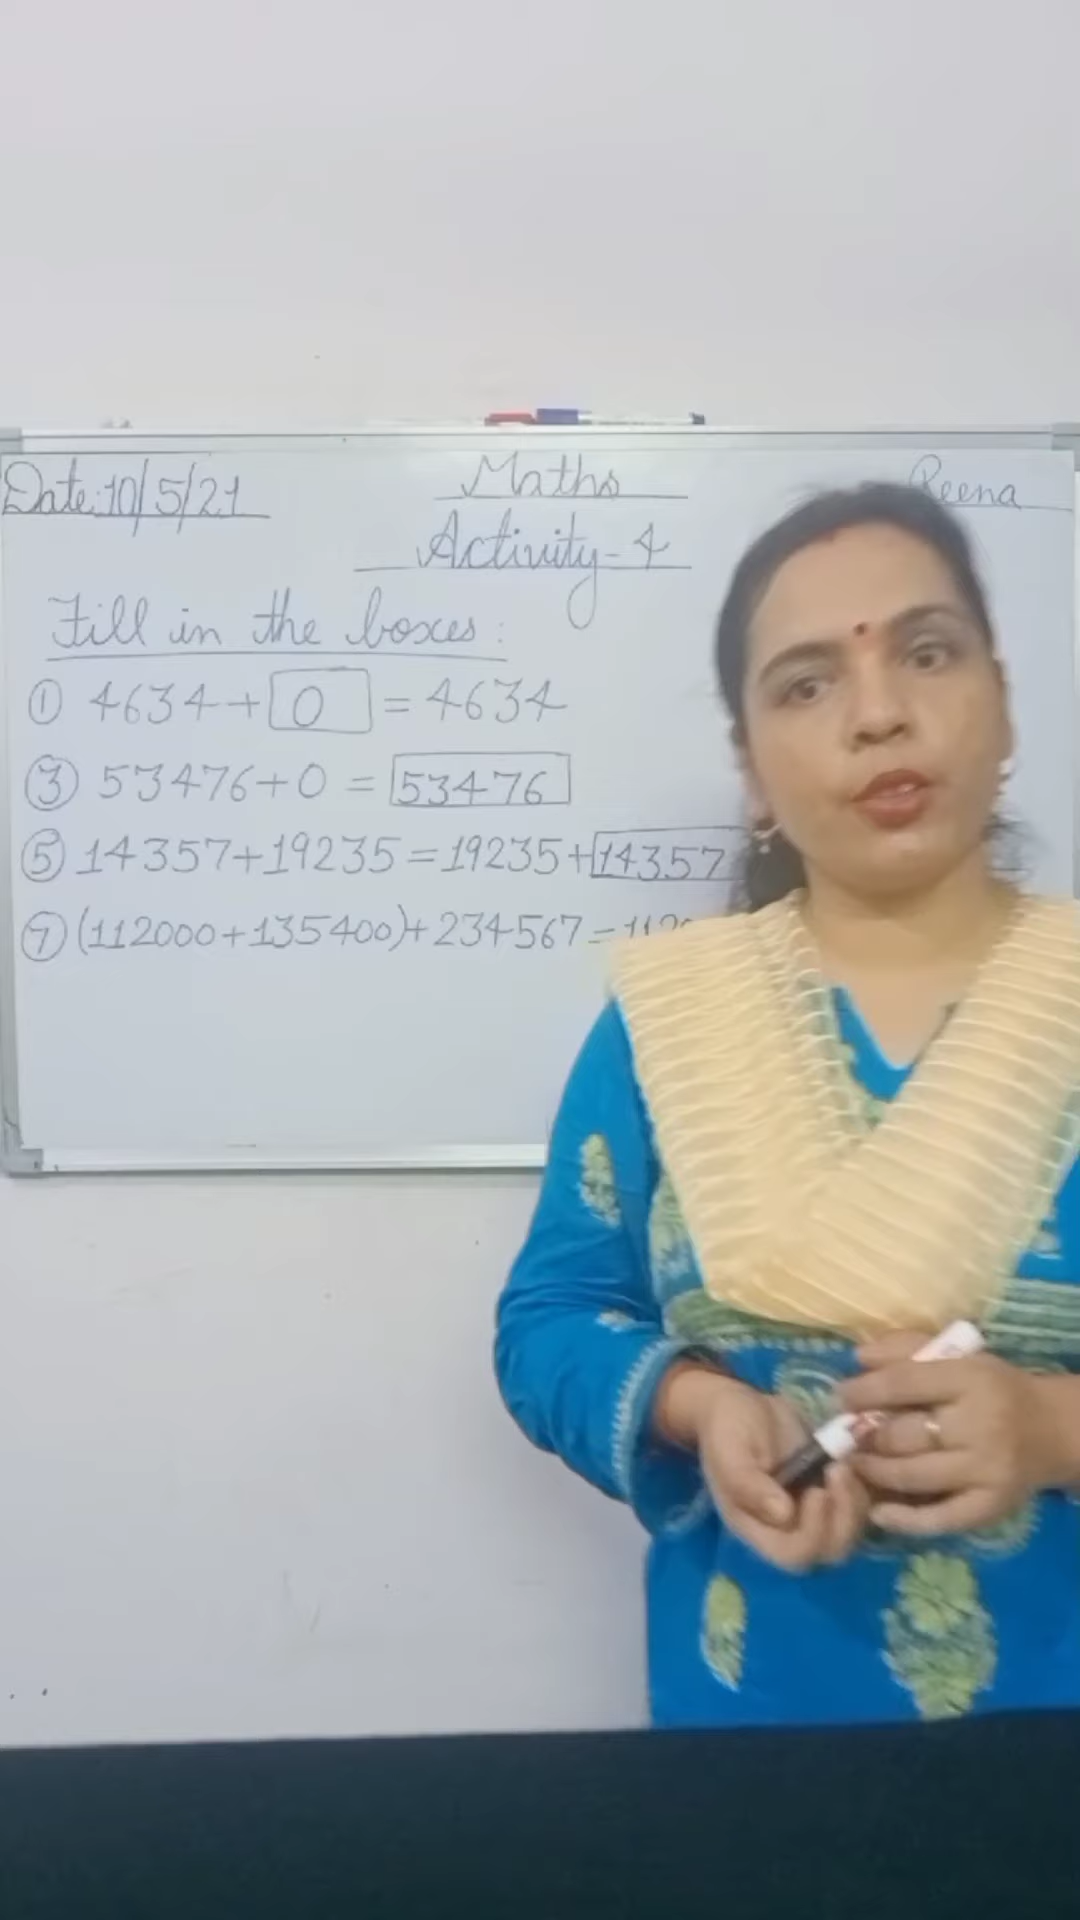 Date:10/5/21 Maths Reena
Activity-4
Fill in the boxes:
① 4634+0 = 4634
③ 53476+0 = 53476
⑤ 14357+19235=19235+14357
⑦ (112000+135400)+234567=